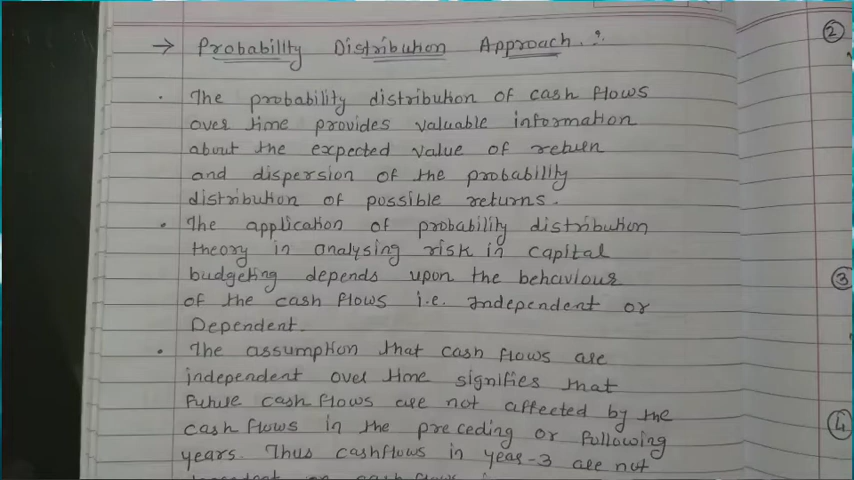 → Probability Distribution Approach :
②
• The probability distribution of cash flows
over time provides valuable information
about the expected value of return
and dispersion of the probability
distribution of possible returns.
• The application of probability distribution
theory in analysing risk in capital
budgeting depends upon the behaviour
③
of the cash flows i.e. Independent or
Dependent.
• The assumption that cash flows are
independent over time signifies that
Future cash flows are not affected by the
④
cash flows in the preceding or following
years. Thus cashflows in year-3 are not
on cash flows